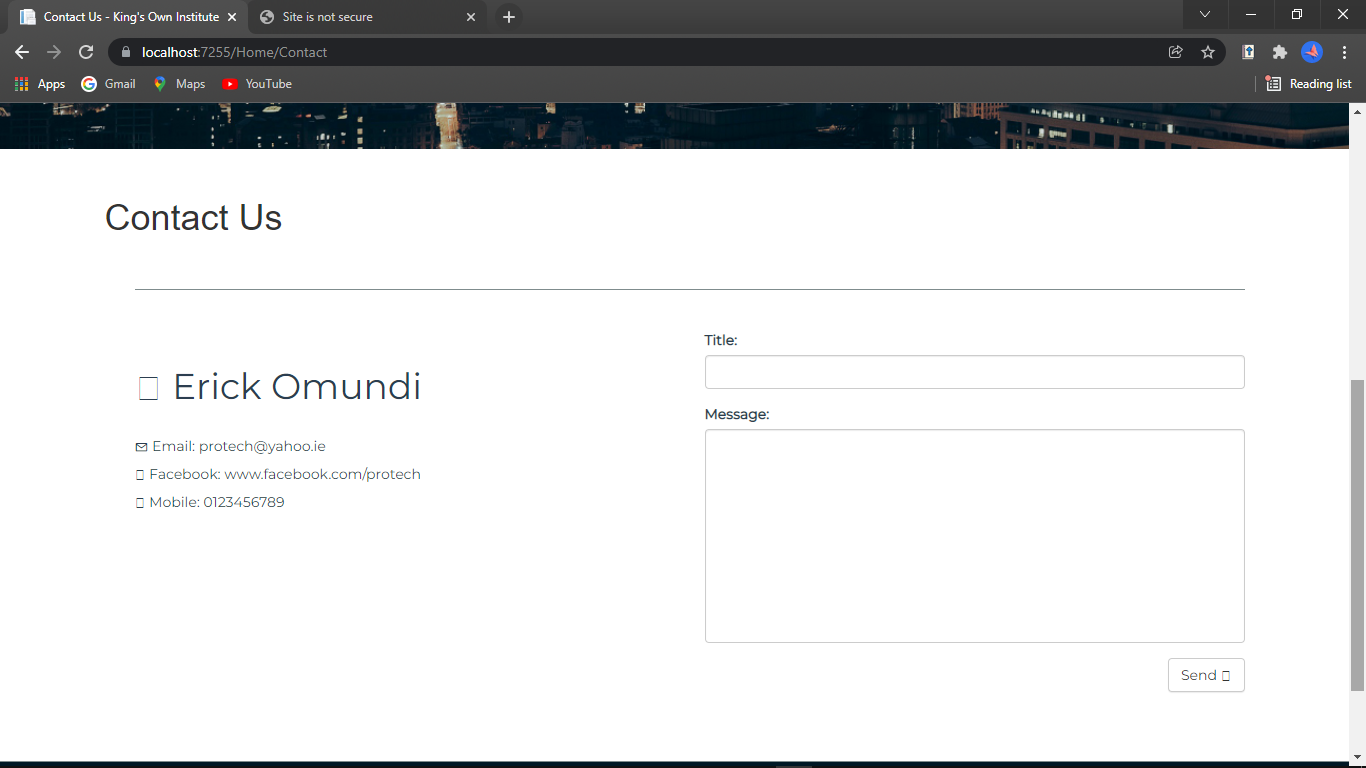 Contact Us - King's Own Institute
Site is not secure
localhost:7255/Home/Contact
Apps
Gmail
Maps
YouTube
Reading list
Contact Us
Erick Omundi
Email: protech@yahoo.ie
Facebook: www.facebook.com/protech
Mobile: 0123456789
Title:
Message:
Send